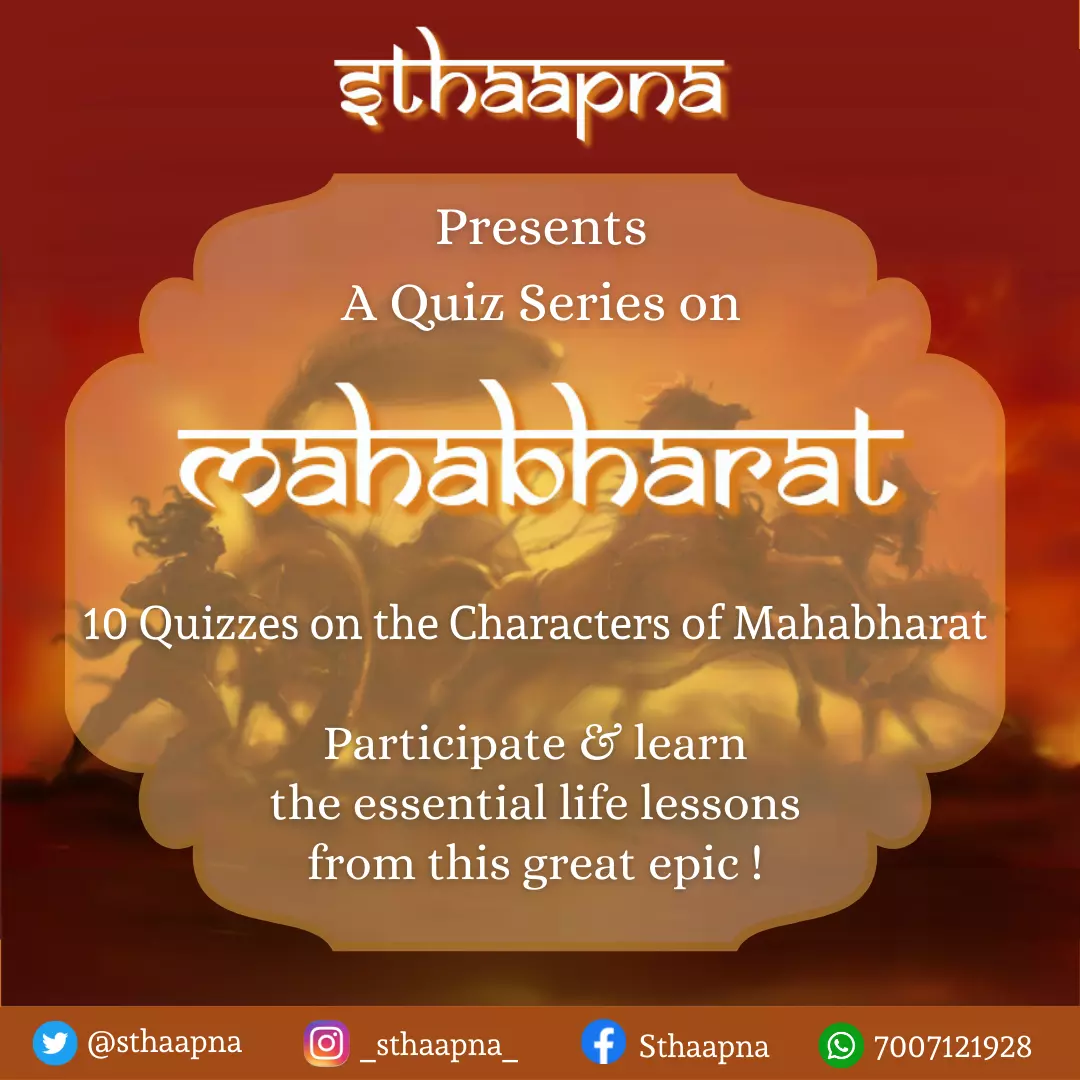 sthaapna
Presents
A Quiz Series on
mahabharat
10 Quizzes on the Characters of Mahabharat
Participate & learn
the essential life lessons
from this great epic !
@sthaapna _sthaapna_ Sthaapna 7007121928